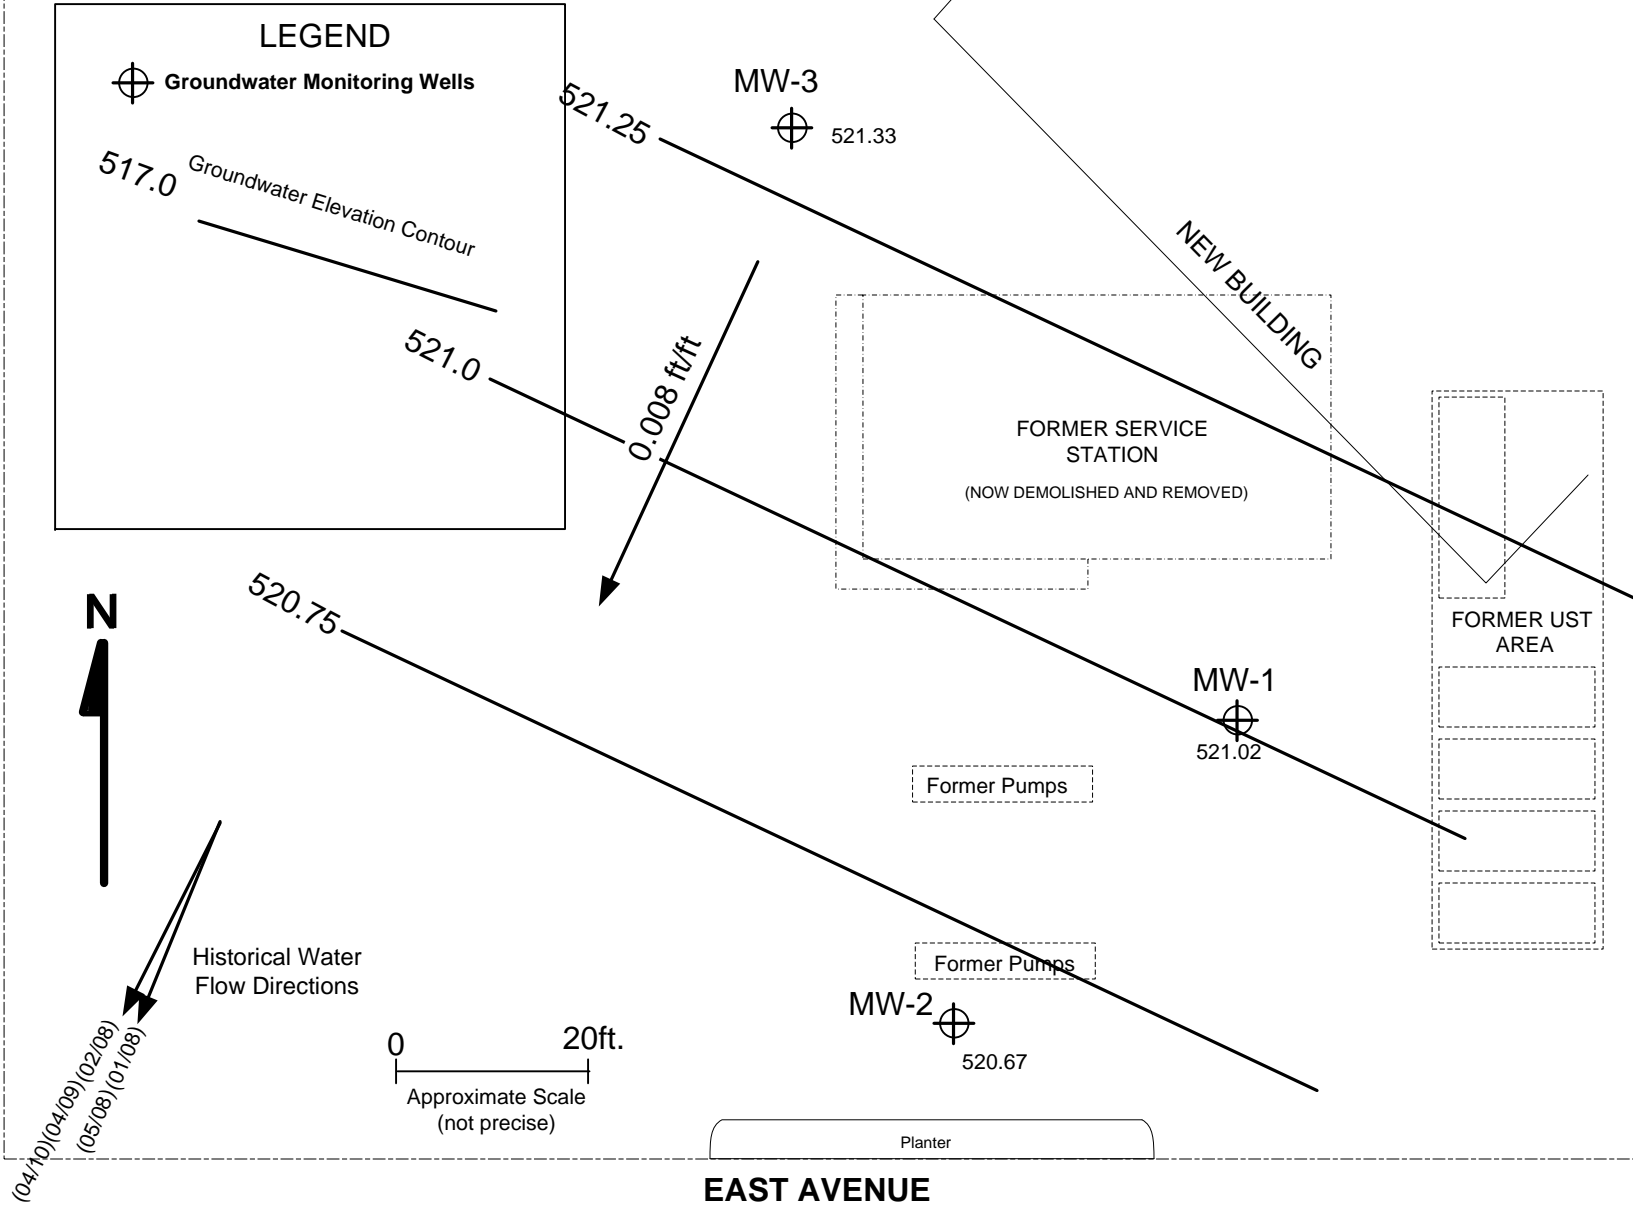 LEGEND
Groundwater Monitoring Wells
517.0
Groundwater Elevation Contour
521.25
MW-3
521.33
NEW BUILDING
521.0
0.008 ft/ft
FORMER SERVICE
STATION
(NOW DEMOLISHED AND REMOVED)
520.75
N
FORMER UST
AREA
MW-1
521.02
Former Pumps
Former Pumps
Historical Water
Flow Directions
MW-2
520.67
(04/10)(04/09)(02/08)
(05/08)(01/08)
0
20ft.
Approximate Scale
(not precise)
Planter
EAST AVENUE